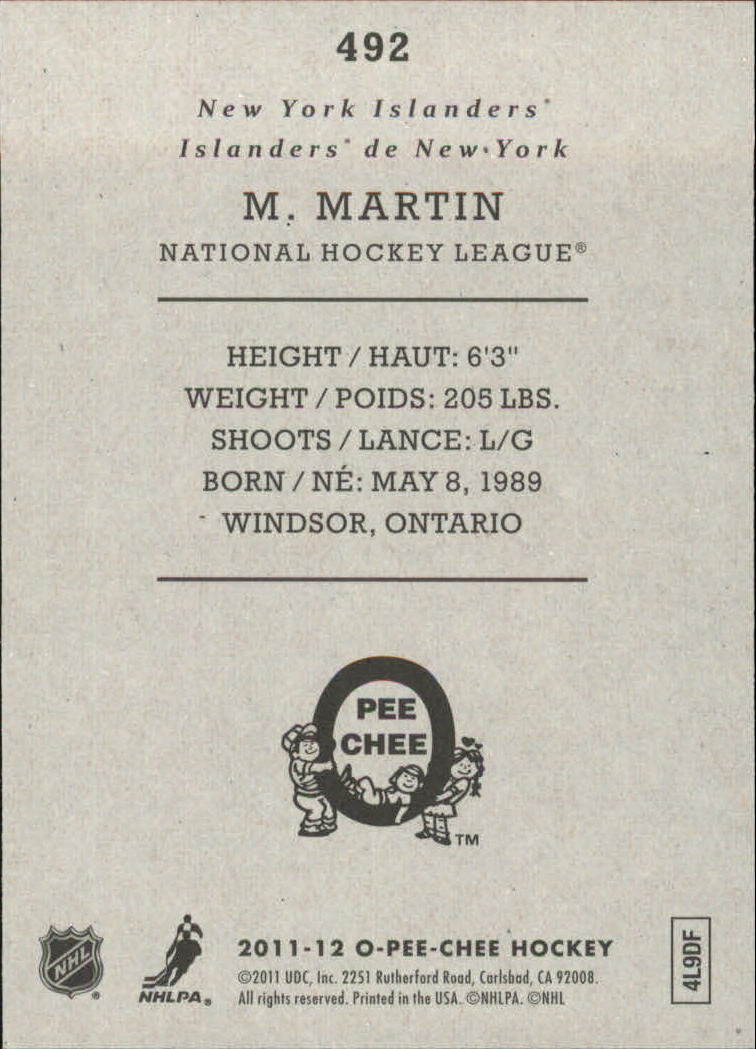 492
New York Islanders®
Islanders® de New York
M. MARTIN
NATIONAL HOCKEY LEAGUE®
HEIGHT / HAUT: 6'3"
WEIGHT / POIDS: 205 LBS.
SHOOTS / LANCE: L/G
BORN / NÉ: MAY 8, 1989
WINDSOR, ONTARIO
O
PEE
CHEE
TM
NHL ®
NHLPA®
2011-12 O-PEE-CHEE HOCKEY
©2011 UDC, Inc. 2251 Rutherford Road, Carlsbad, CA 92008.
All rights reserved. Printed in the USA. ©NHLPA. ©NHL
4L9DF